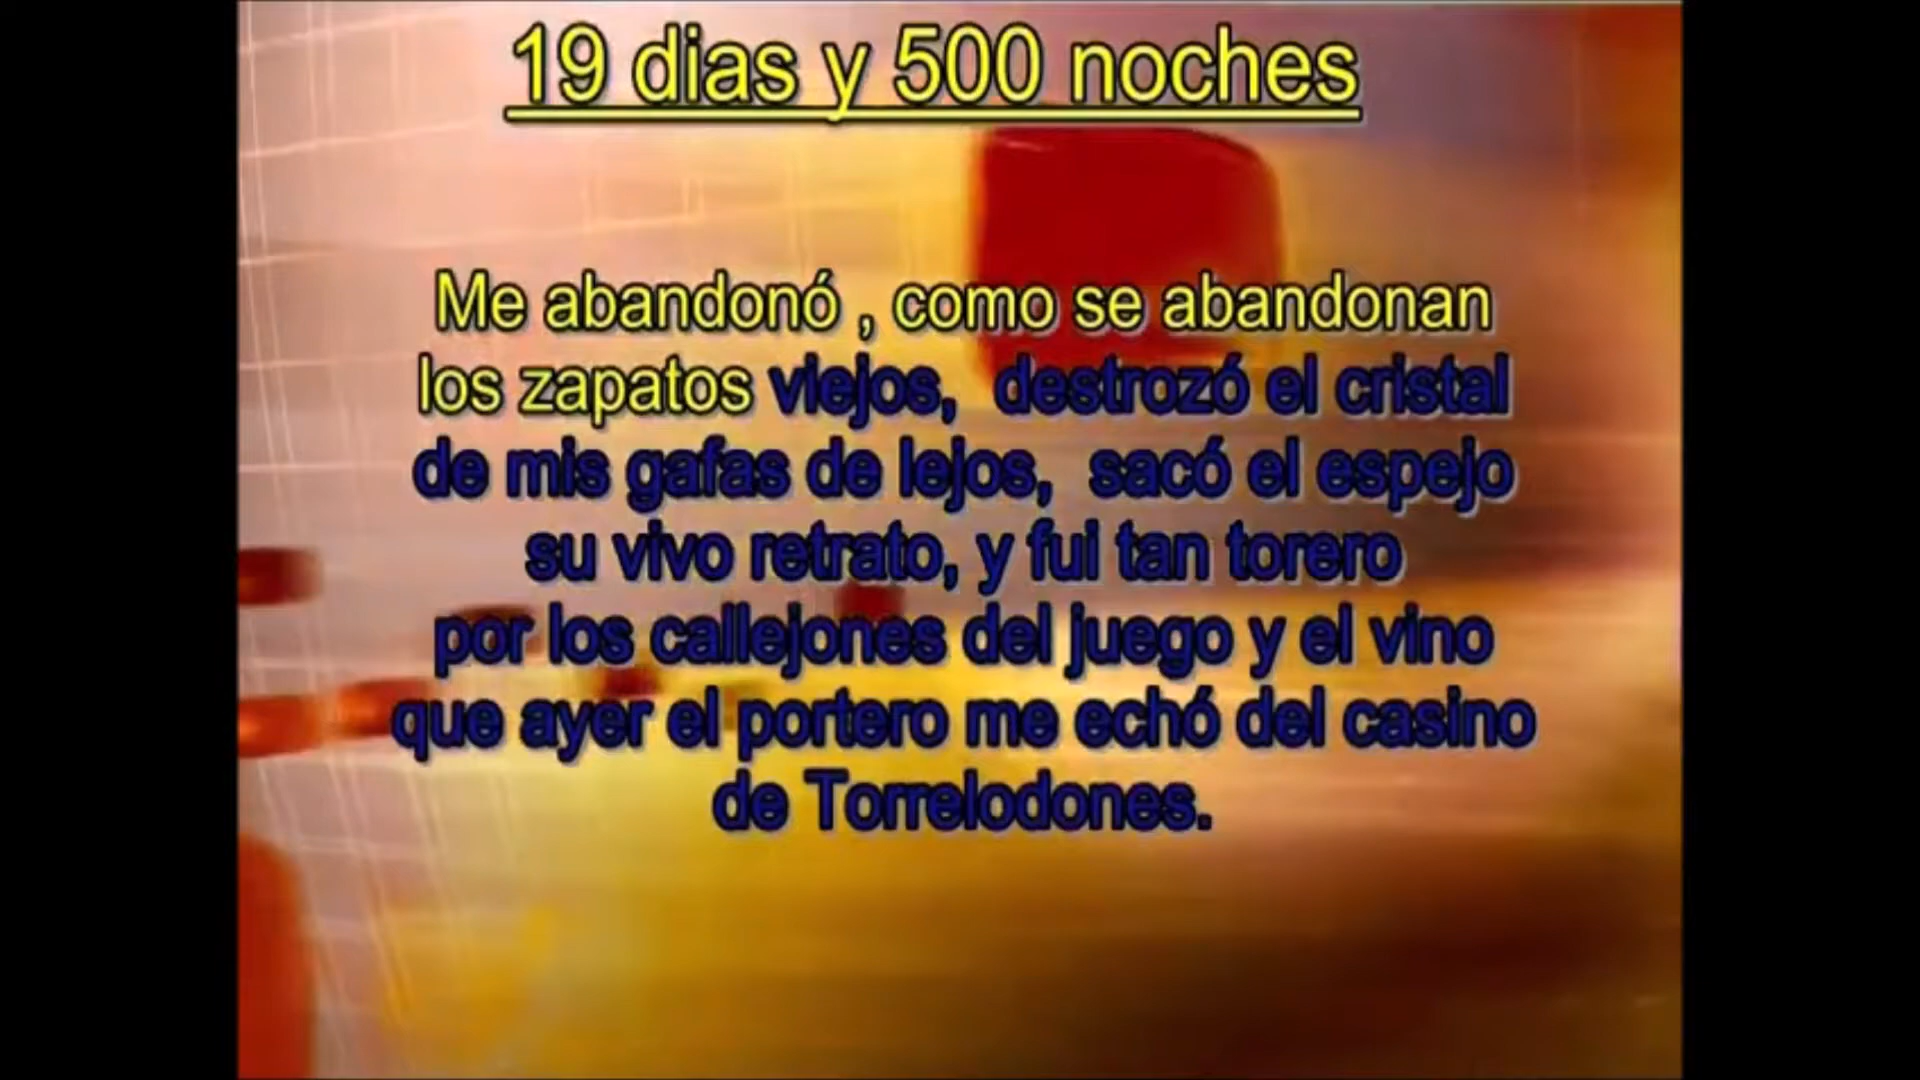 19 dias y 500 noches
Me abandonó , como se abandonan
los zapatos viejos, destrozó el cristal
de mis gafas de lejos, sacó el espejo
su vivo retrato, y fui tan torero
por los callejones del juego y el vino
que ayer el portero me echó del casino
de Torrelodones.